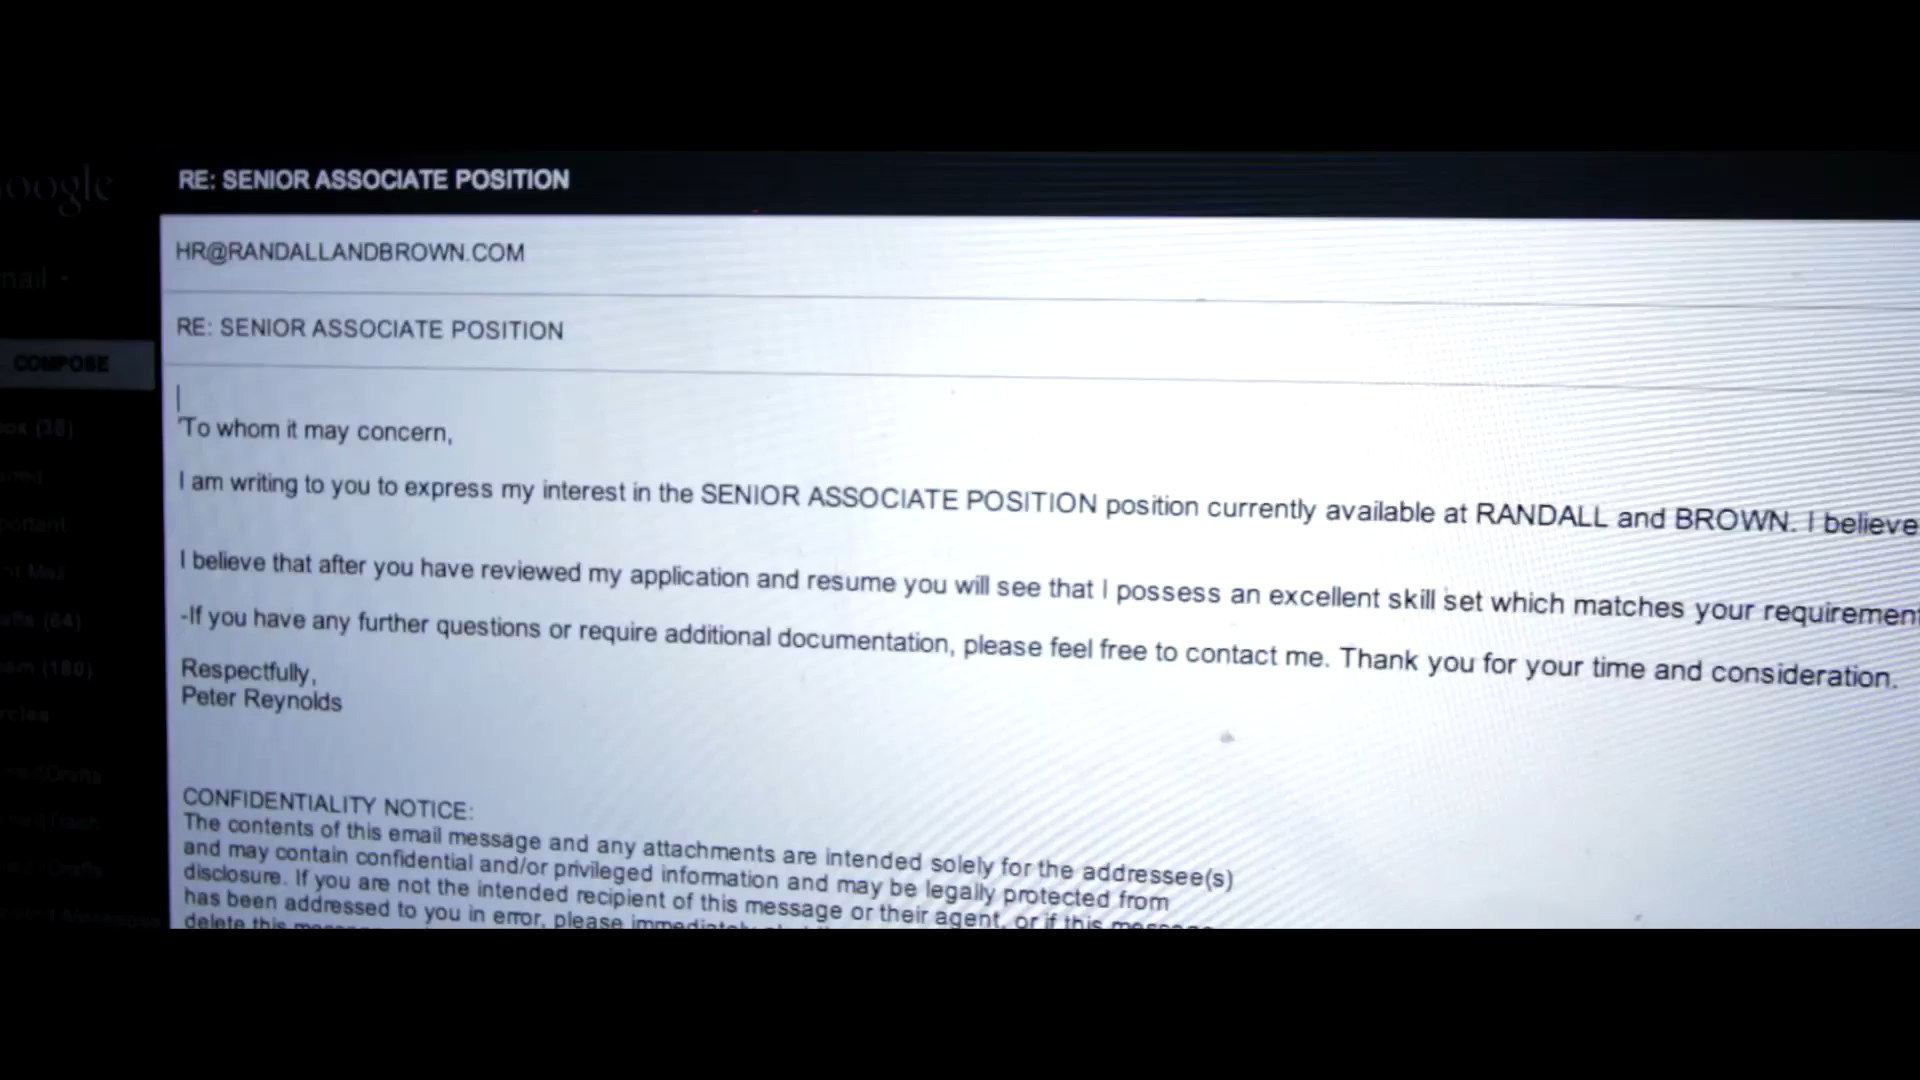 oogle
RE: SENIOR ASSOCIATE POSITION
HR@RANDALLANDBROWN.COM
mail
RE: SENIOR ASSOCIATE POSITION
COMPOSE
'To whom it may concern,
I am writing to you to express my interest in the SENIOR ASSOCIATE POSITION position currently available at RANDALL and BROWN. I believe
I believe that after you have reviewed my application and resume you will see that I possess an excellent skill set which matches your requirement
-If you have any further questions or require additional documentation, please feel free to contact me. Thank you for your time and consideration.
Respectfully,
Peter Reynolds
CONFIDENTIALITY NOTICE:
The contents of this email message and any attachments are intended solely for the addressee(s)
and may contain confidential and/or privileged information and may be legally protected from
disclosure. If you are not the intended recipient of this message or their agent, or if this message
has been addressed to you in error, please immediately
delete this